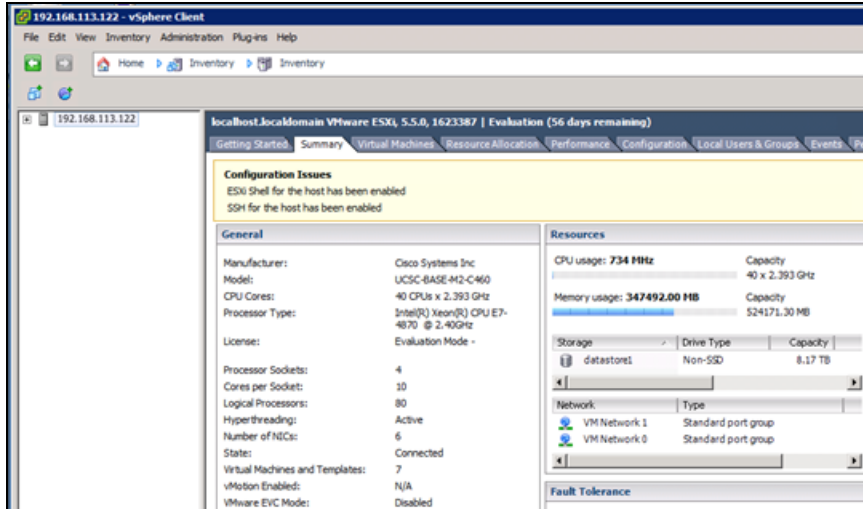 192.168.113.122 - vSphere Client
File Edit View Inventory Administration Plug-ins Help
Home Inventory Inventory
192.168.113.122
localhost.localdomain VMware ESXi, 5.5.0, 1623387 | Evaluation (56 days remaining)
Getting Started Summary Virtual Machines Resource Allocation Performance Configuration Local Users & Groups Events
Configuration Issues
ESXi Shell for the host has been enabled
SSH for the host has been enabled
General
Manufacturer: Cisco Systems Inc
Model: UCSC-BASE-M2-C460
CPU Cores: 40 CPUs x 2.393 GHz
Processor Type: Intel(R) Xeon(R) CPU E7-
4870 @ 2.40GHz
License: Evaluation Mode -
Processor Sockets: 4
Cores per Socket: 10
Logical Processors: 80
Hyperthreading: Active
Number of NICs: 6
State: Connected
Virtual Machines and Templates: 7
vMotion Enabled: N/A
VMware EVC Mode: Disabled
Resources
CPU usage: 734 MHz Capacity
40 x 2.393 GHz
Memory usage: 347492.00 MB Capacity
524171.30 MB
Storage Drive Type Capacity
datastore1 Non-SSD 8.17 TB
Network Type
VM Network 1 Standard port group
VM Network 0 Standard port group
Fault Tolerance